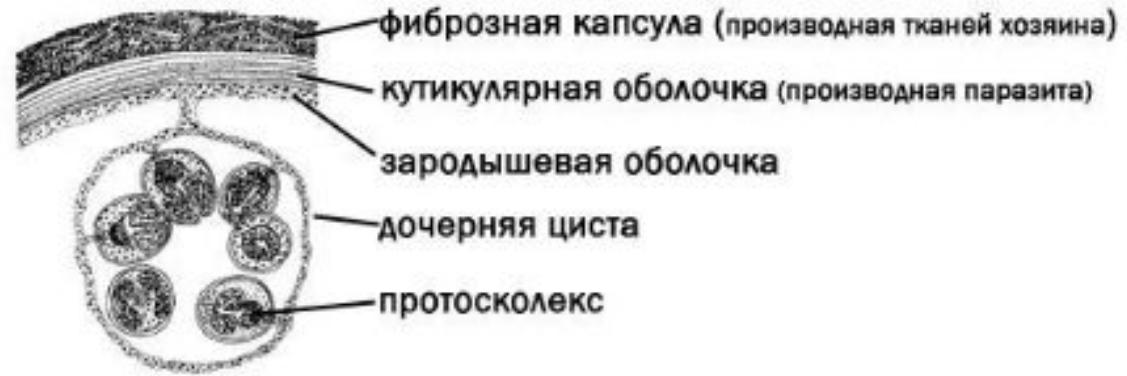 фиброзная капсула (производная тканей хозяина)
кутикулярная оболочка (производная паразита)
зародышевая оболочка
дочерняя циста
протосколекс